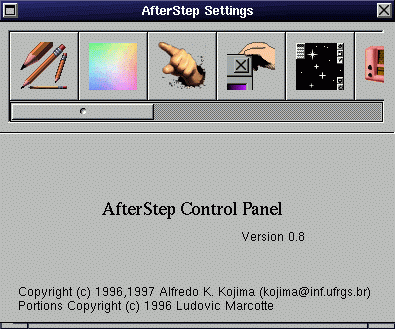 AfterStep Settings
AfterStep Control Panel
Version 0.8
Copyright (c) 1996,1997 Alfredo K. Kojima (kojima@inf.ufrgs.br)
Portions Copyright (c) 1996 Ludovic Marcotte